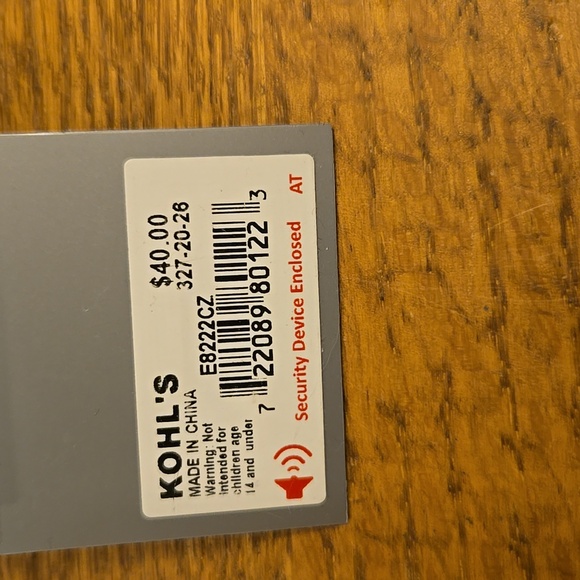 KOHL'S
$40.00
MADE IN CHINA
327-20-26
Warning: Not
intended for
children age
14 and under
E8222CZ
7 22089 80122 3
Security Device Enclosed AT